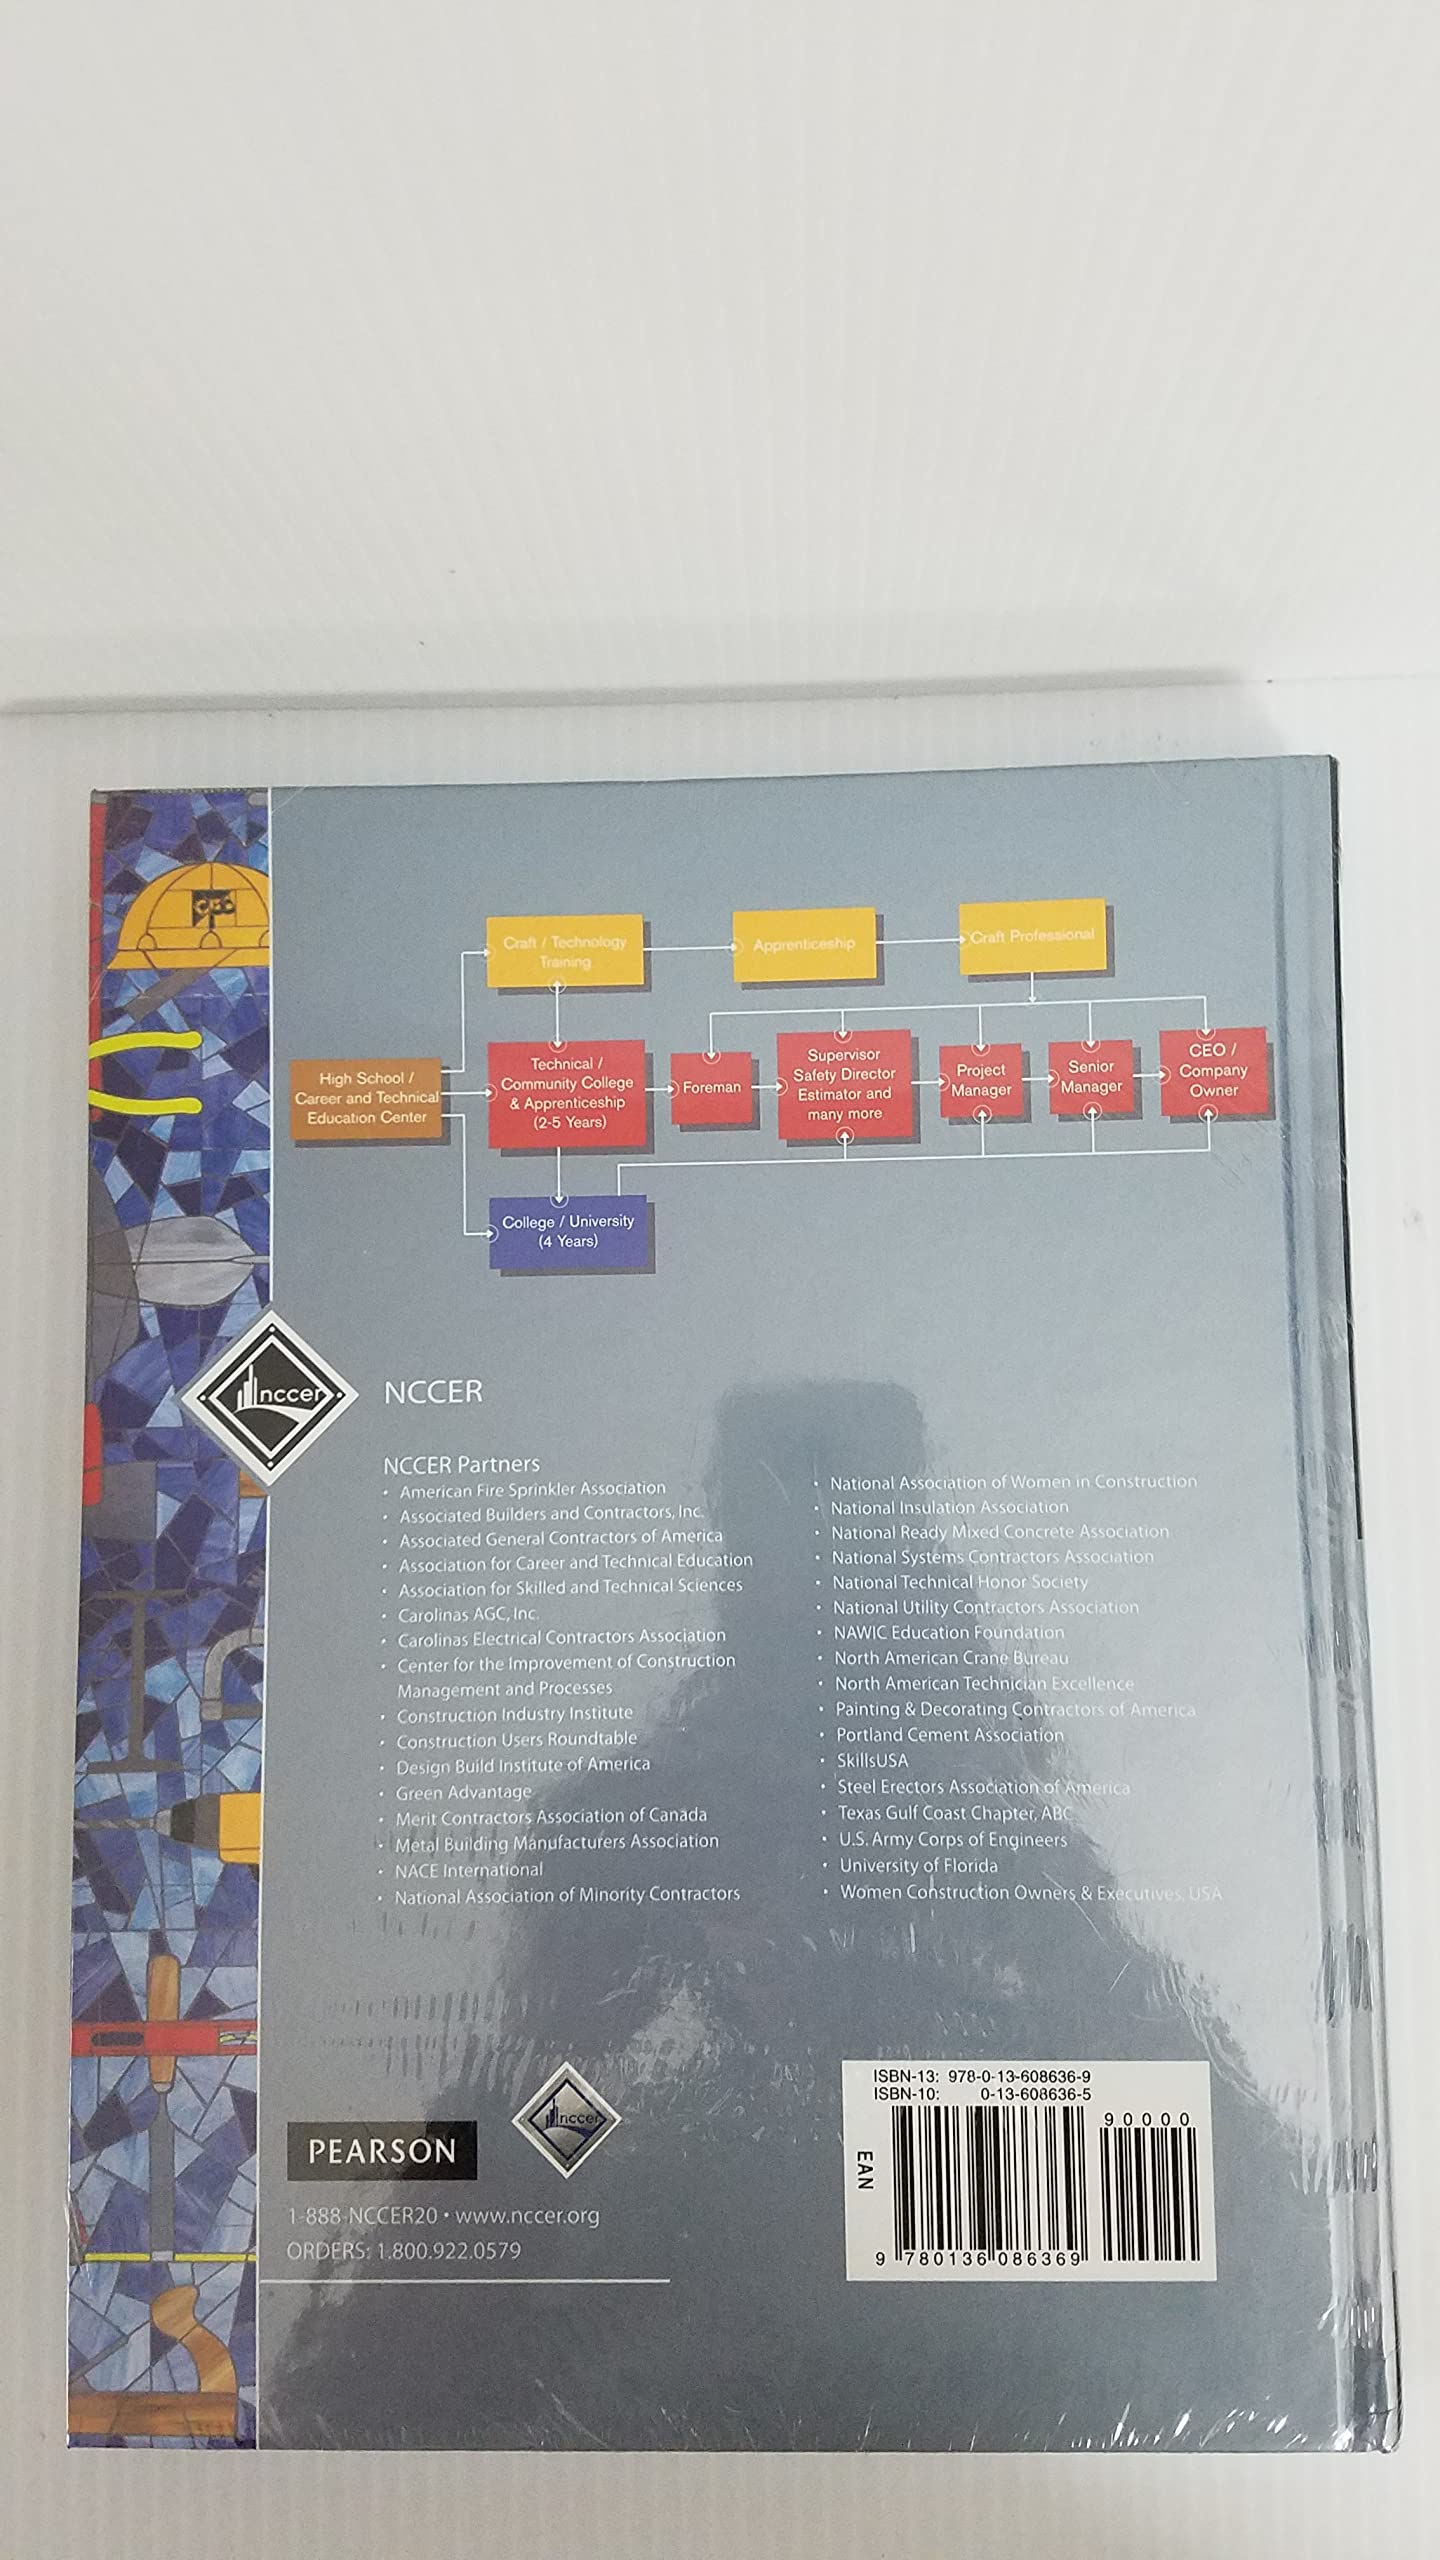 Craft / Technology
Training
Apprenticeship
Craft Professional
High School /
Career and Technical
Education Center
Technical /
Community College
& Apprenticeship
(2-5 Years)
Foreman
Supervisor
Safety Director
Estimator and
many more
Project
Manager
Senior
Manager
CEO /
Company
Owner
College / University
(4 Years)
nccer
NCCER
NCCER Partners
• American Fire Sprinkler Association
• Associated Builders and Contractors, Inc.
• Associated General Contractors of America
• Association for Career and Technical Education
• Association for Skilled and Technical Sciences
• Carolinas AGC, Inc.
• Carolinas Electrical Contractors Association
• Center for the Improvement of Construction
Management and Processes
• Construction Industry Institute
• Construction Users Roundtable
• Design Build Institute of America
• Green Advantage
• Merit Contractors Association of Canada
• Metal Building Manufacturers Association
• NACE International
• National Association of Minority Contractors
• National Association of Women in Construction
• National Insulation Association
• National Ready Mixed Concrete Association
• National Systems Contractors Association
• National Technical Honor Society
• National Utility Contractors Association
• NAWIC Education Foundation
• North American Crane Bureau
• North American Technician Excellence
• Painting & Decorating Contractors of America
• Portland Cement Association
• SkillsUSA
• Steel Erectors Association of America
• Texas Gulf Coast Chapter, ABC
• U.S. Army Corps of Engineers
• University of Florida
• Women Construction Owners & Executives, USA
PEARSON
nccer
1-888-NCCER20 • www.nccer.org
ORDERS: 1.800.922.0579
ISBN-13: 978-0-13-608636-9
ISBN-10: 0-13-608636-5
90000
EAN
9 780136 086369